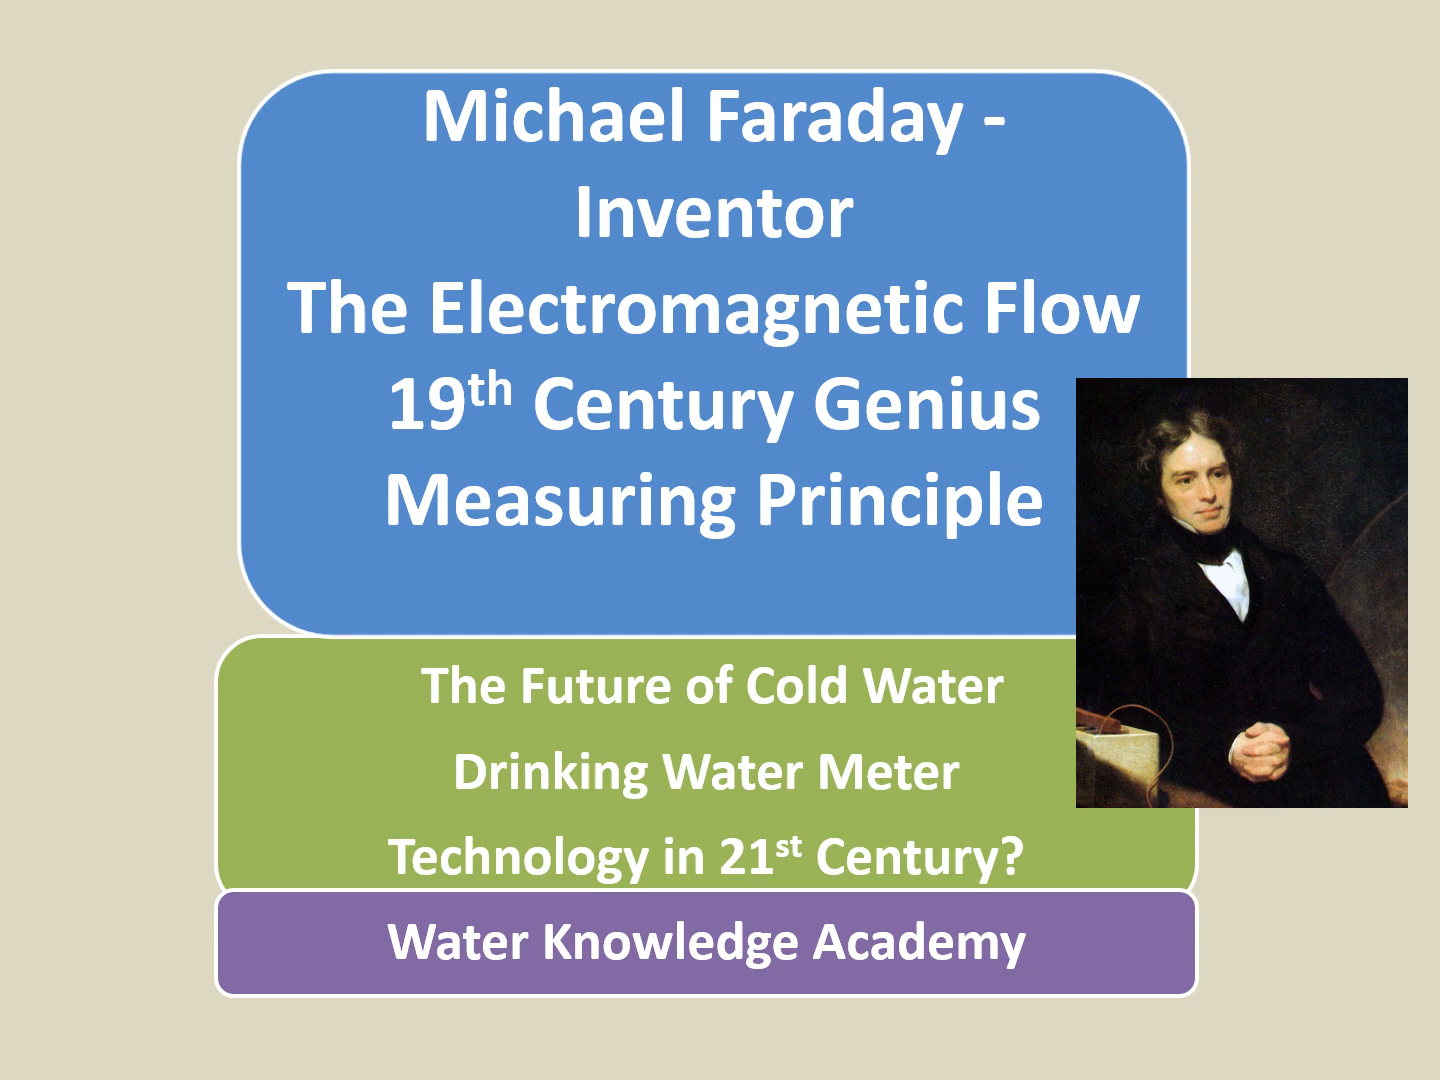 Michael Faraday -
Inventor
The Electromagnetic Flow
19th Century Genius
Measuring Principle
The Future of Cold Water
Drinking Water Meter
Technology in 21st Century?
Water Knowledge Academy